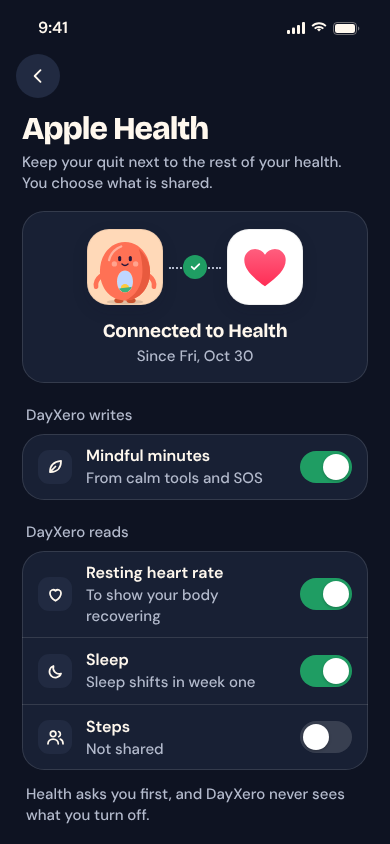 9:41
Apple Health
Keep your quit next to the rest of your health.
You choose what is shared.
Connected to Health
Since Fri, Oct 30
DayXero writes
Mindful minutes
From calm tools and SOS
DayXero reads
Resting heart rate
To show your body
recovering
Sleep
Sleep shifts in week one
Steps
Not shared
Health asks you first, and DayXero never sees
what you turn off.